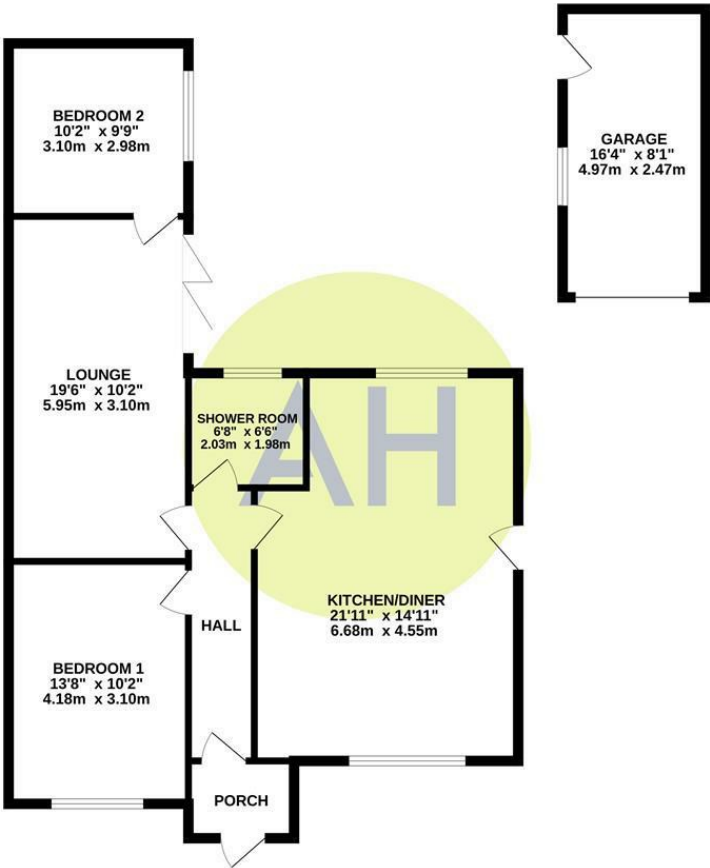 BEDROOM 2
10'2" x 9'9"
3.10m x 2.98m
GARAGE
16'4" x 8'1"
4.97m x 2.47m
LOUNGE
19'6" x 10'2"
5.95m x 3.10m
SHOWER ROOM
6'8" x 6'6"
2.03m x 1.98m
AH
KITCHEN/DINER
21'11" x 14'11"
6.68m x 4.55m
HALL
BEDROOM 1
13'8" x 10'2"
4.18m x 3.10m
PORCH